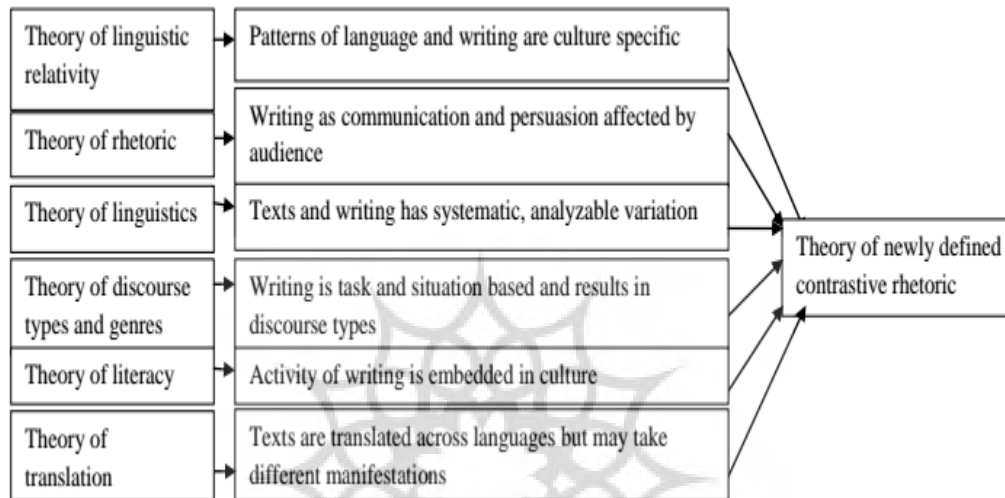 Theory of linguistic
relativity
Patterns of language and writing are culture specific
Theory of rhetoric
Writing as communication and persuasion affected by
audience
Theory of linguistics
Texts and writing has systematic, analyzable variation
Theory of discourse
types and genres
Writing is task and situation based and results in
discourse types
Theory of literacy
Activity of writing is embedded in culture
Theory of
translation
Texts are translated across languages but may take
different manifestations
Theory of newly defined
contrastive rhetoric